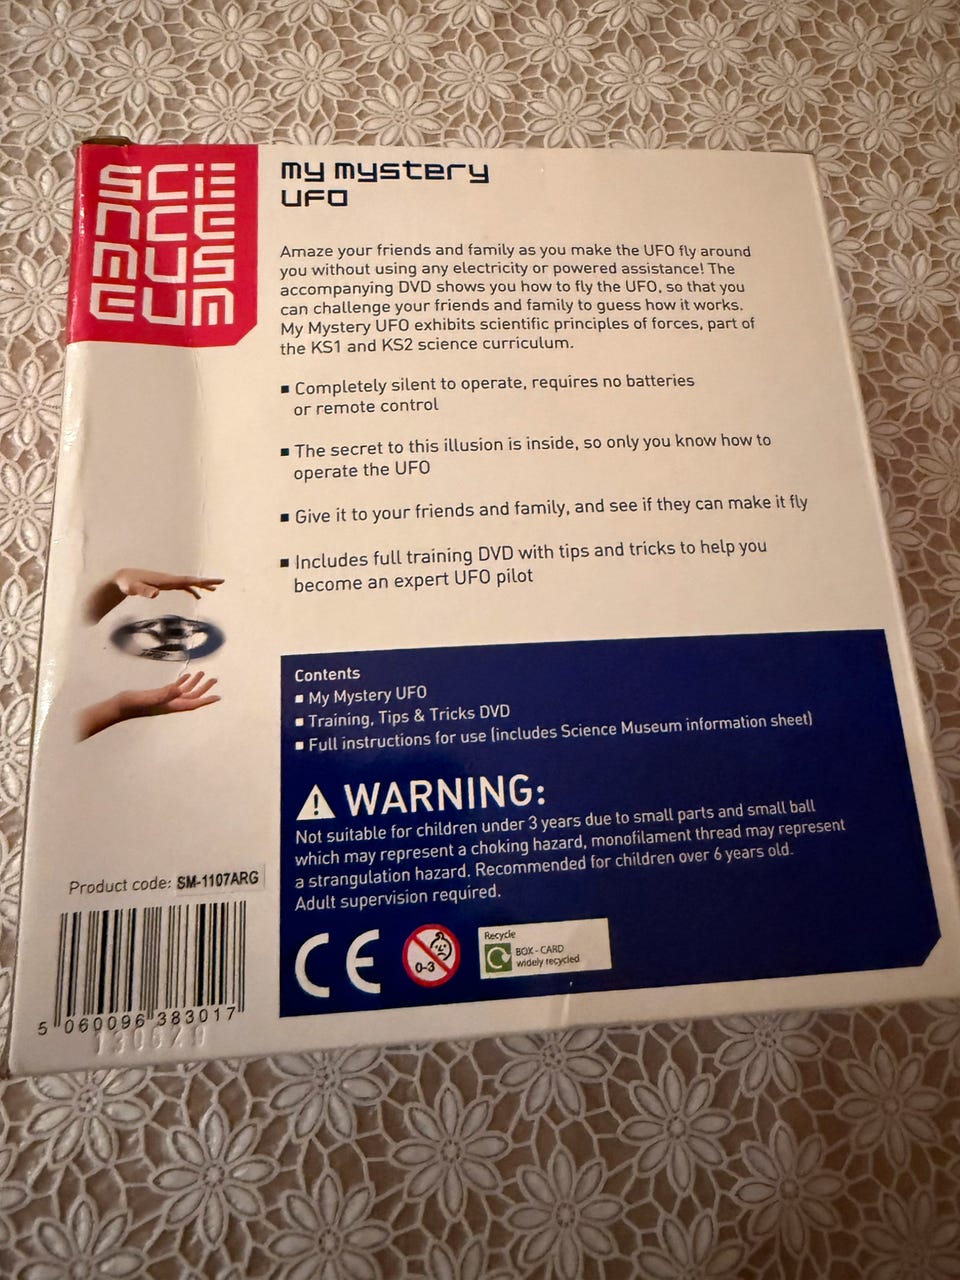 SCIE
NCE
MUS
EUM
my mystery
UFO
Amaze your friends and family as you make the UFO fly around
you without using any electricity or powered assistance! The
accompanying DVD shows you how to fly the UFO, so that you
can challenge your friends and family to guess how it works.
My Mystery UFO exhibits scientific principles of forces, part of
the KS1 and KS2 science curriculum.
▪ Completely silent to operate, requires no batteries
or remote control
▪ The secret to this illusion is inside, so only you know how to
operate the UFO
▪ Give it to your friends and family, and see if they can make it fly
▪ Includes full training DVD with tips and tricks to help you
become an expert UFO pilot
Contents
▪ My Mystery UFO
▪ Training, Tips & Tricks DVD
▪ Full instructions for use (includes Science Museum information sheet)
WARNING:
Not suitable for children under 3 years due to small parts and small ball
which may represent a choking hazard, monofilament thread may represent
a strangulation hazard. Recommended for children over 6 years old.
Adult supervision required.
CE
0-3
Recycle
BOX - CARD
widely recycled
Product code: SM-1107ARG
5 060096 383017